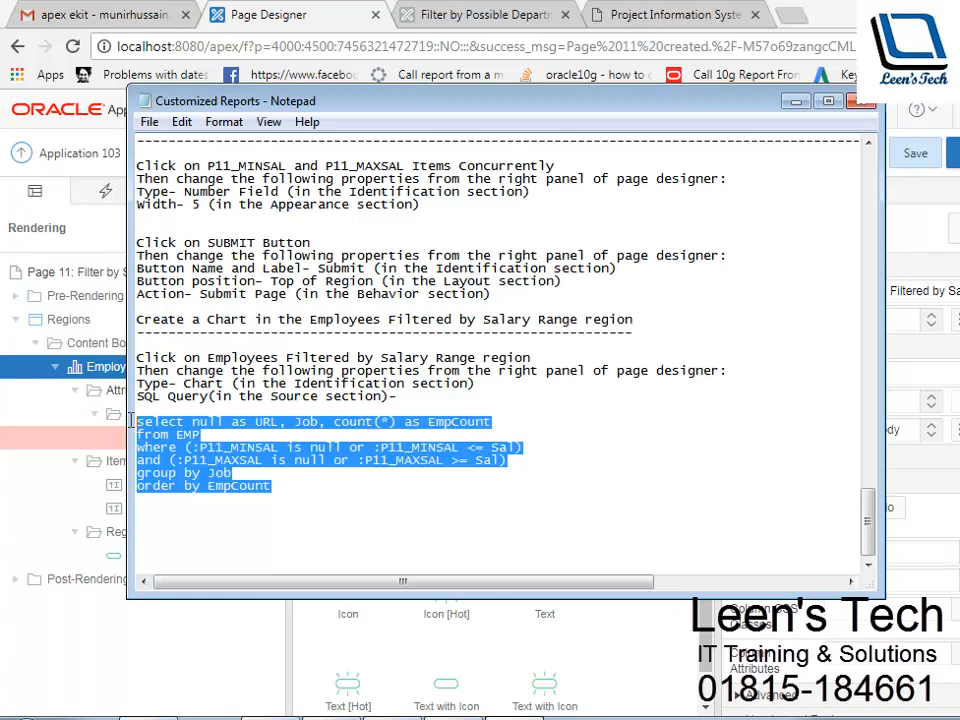 apex ekit - munirhussain.
Page Designer
Filter by Possible Departm
Project Information Syste
localhost:8080/apex/f?p=4000:4500:7456321472719::NO:::&success_msg=Page%2011%20created.%2F-M57o69zangcCML
Apps
Problems with dates
https://www.faceboo
Call report from a m
oracle10g - how to c
Call 10g Report From
Key
Leen's Tech
ORACLE
Customized Reports - Notepad
File Edit Format View Help
Application 103
Save
Rendering
Page 11: Filter by S
Pre-Rendering
Regions
Content Bo
Employ
Attri
Item
Reg
Post-Rendering
Click on P11_MINSAL and P11_MAXSAL Items Concurrently
Then change the following properties from the right panel of page designer:
Type- Number Field (in the Identification section)
Width- 5 (in the Appearance section)
Click on SUBMIT Button
Then change the following properties from the right panel of page designer:
Button Name and Label- Submit (in the Identification section)
Button position- Top of Region (in the Layout section)
Action- Submit Page (in the Behavior section)
Create a Chart in the Employees Filtered by Salary Range region
Click on Employees Filtered by Salary Range region
Then change the following properties from the right panel of page designer:
Type- Chart (in the Identification section)
SQL Query(in the Source section)-
select null as URL, Job, count(*) as EmpCount
from EMP
where (:P11_MINSAL is null or :P11_MINSAL <= Sal)
and (:P11_MAXSAL is null or :P11_MAXSAL >= Sal)
group by Job
order by EmpCount
Filtered by Sa
Icon
Icon [Hot]
Text
Text [Hot]
Text with Icon
Text with Icon
Column CSS
Classes
Column
Attributes
Advanced
Leen's Tech
IT Training & Solutions
01815-184661